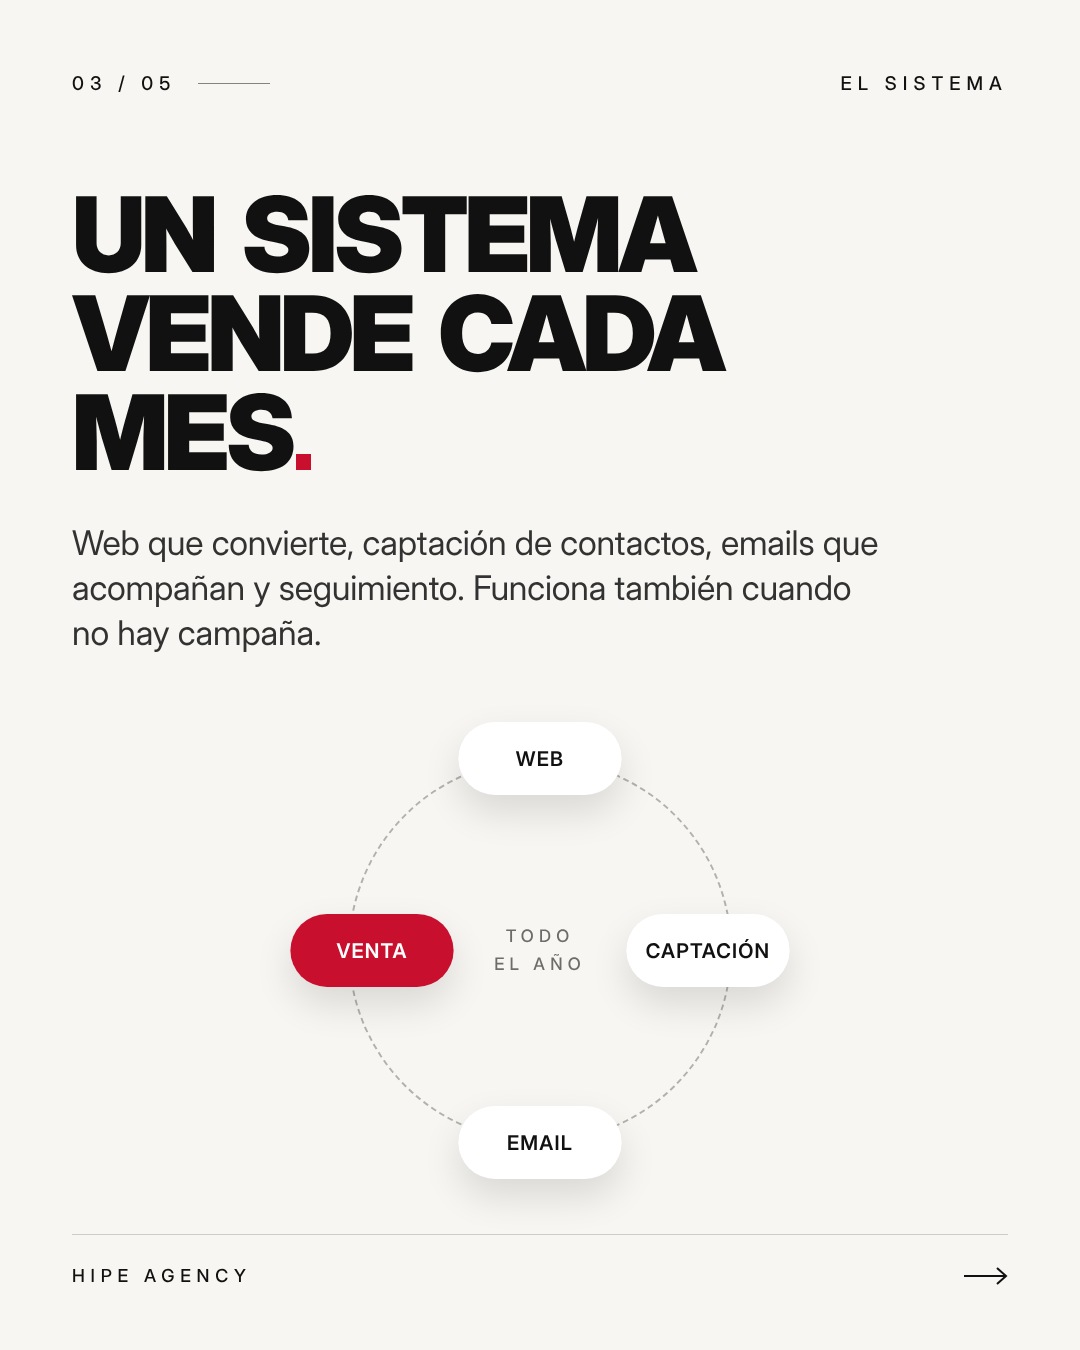 03 / 05
EL SISTEMA
UN SISTEMA
VENDE CADA
MES.
Web que convierte, captación de contactos, emails que
acompañan y seguimiento. Funciona también cuando
no hay campaña.
WEB
VENTA
TODO
EL AÑO
CAPTACIÓN
EMAIL
HIPE AGENCY